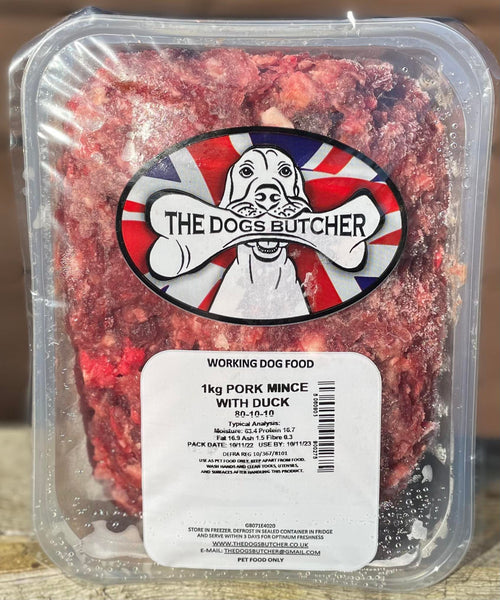 THE DOGS BUTCHER
WORKING DOG FOOD
1kg PORK MINCE
WITH DUCK
80-10-10
Typical Analysis:
Moisture: 63.4 Protein 16.7
Fat 16.9 Ash 1.5 Fibre 0.3
PACK DATE: 10/11/22 USE BY: 10/11/23
DEFRA REG 10/367/8101
USE AS PET FOOD ONLY, KEEP APART FROM FOOD.
WASH HANDS AND CLEAN TOOLS, UTENSILS,
AND SURFACES AFTER HANDLING THIS PRODUCT.
GB071E4020
STORE IN FREEZER. DEFROST IN SEALED CONTAINER IN FRIDGE
AND SERVE WITHIN 3 DAYS FOR OPTIMUM FRESHNESS
WWW.THEDOGSBUTCHER.CO.UK
E-MAIL: THEDOGSBUTCHER@GMAIL.COM
PET FOOD ONLY